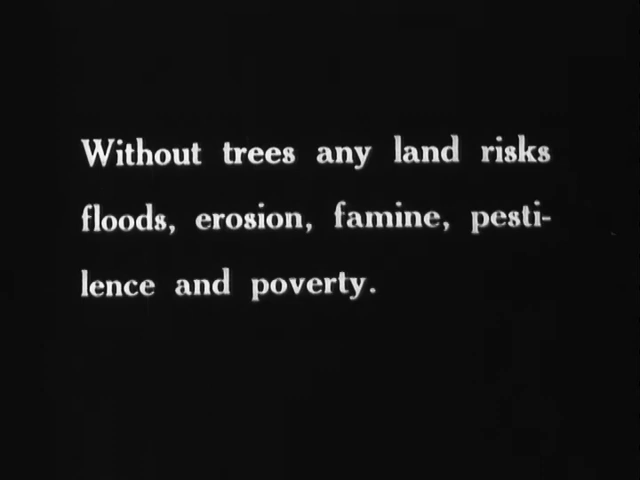 Without trees any land risks
floods, erosion, famine, pesti-
lence and poverty.